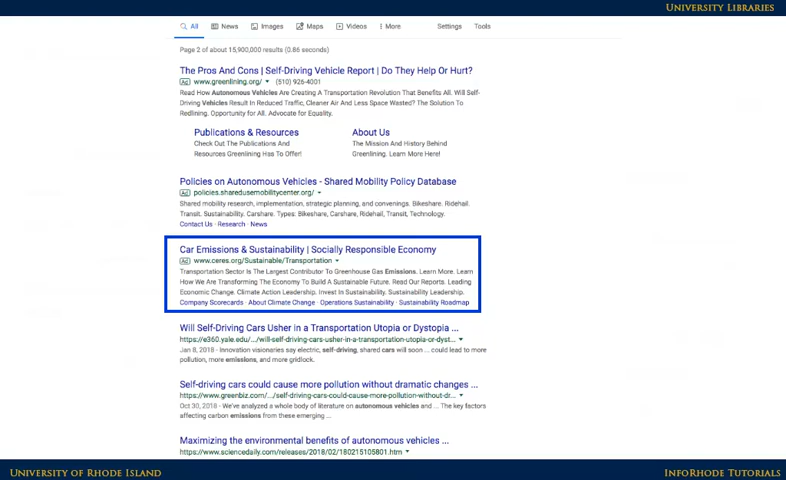 UNIVERSITY LIBRARIES
All News Images Maps Videos More Settings Tools
Page 2 of about 15,900,000 results (0.86 seconds)
The Pros And Cons | Self-Driving Vehicle Report | Do They Help Or Hurt?
Ad www.greenlining.org/ (510) 926-4001
Read How Autonomous Vehicles Are Creating A Transportation Revolution That Benefits All. Will Self-
Driving Vehicles Result In Reduced Traffic, Cleaner Air And Less Space Wasted? The Solution To
Redlining. Opportunity for All. Advocate for Equality.
Publications & Resources About Us
Check Out The Publications And The Mission And History Behind
Resources Greenlining Has To Offer! Greenlining. Learn More Here!
Policies on Autonomous Vehicles - Shared Mobility Policy Database
Ad policies.sharedusemobilitycenter.org/
Shared mobility research, implementation, strategic planning, and convenings. Bikeshare. Ridehail.
Transit. Sustainability. Carshare. Types: Bikeshare, Carshare, Ridehail, Transit, Technology.
Contact Us · Research · News
Car Emissions & Sustainability | Socially Responsible Economy
Ad www.ceres.org/Sustainable/Transportation
Transportation Sector Is The Largest Contributor To Greenhouse Gas Emissions. Learn More. Learn
How We Are Transforming The Economy To Build A Sustainable Future. Read Our Reports. Leading
Economic Change. Climate Action Leadership. Invest In Sustainability. Sustainability Leadership.
Company Scorecards · About Climate Change · Operations Sustainability · Sustainability Roadmap
Will Self-Driving Cars Usher in a Transportation Utopia or Dystopia ...
https://e360.yale.edu/.../will-self-driving-cars-usher-in-a-transportation-utopia-or-dyst...
Jan 8, 2018 - Innovation visionaries say electric, self-driving, shared cars will soon ... could lead to more
pollution, more emissions, and more gridlock.
Self-driving cars could cause more pollution without dramatic changes ...
https://www.greenbiz.com/.../self-driving-cars-could-cause-more-pollution-without-dr...
Oct 30, 2018 - We've analyzed a whole body of literature on autonomous vehicles and ... The key factors
affecting carbon emissions from these emerging ...
Maximizing the environmental benefits of autonomous vehicles ...
https://www.sciencedaily.com/releases/2018/02/180215105801.htm
UNIVERSITY OF RHODE ISLAND INFORHODE TUTORIALS